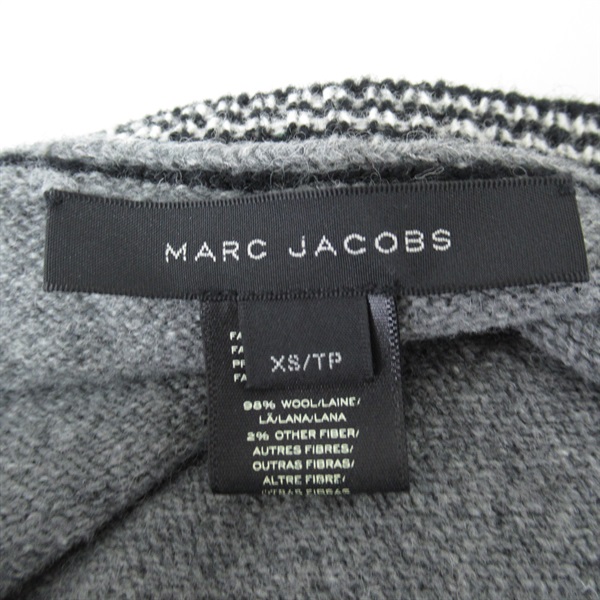 MARC JACOBS
XS/TP
98% WOOL/LAINE/
LÃ/LANA/LANA
2% OTHER FIBER/
AUTRES FIBRES/
OUTRAS FIBRAS/
ALTRE FIBRE/